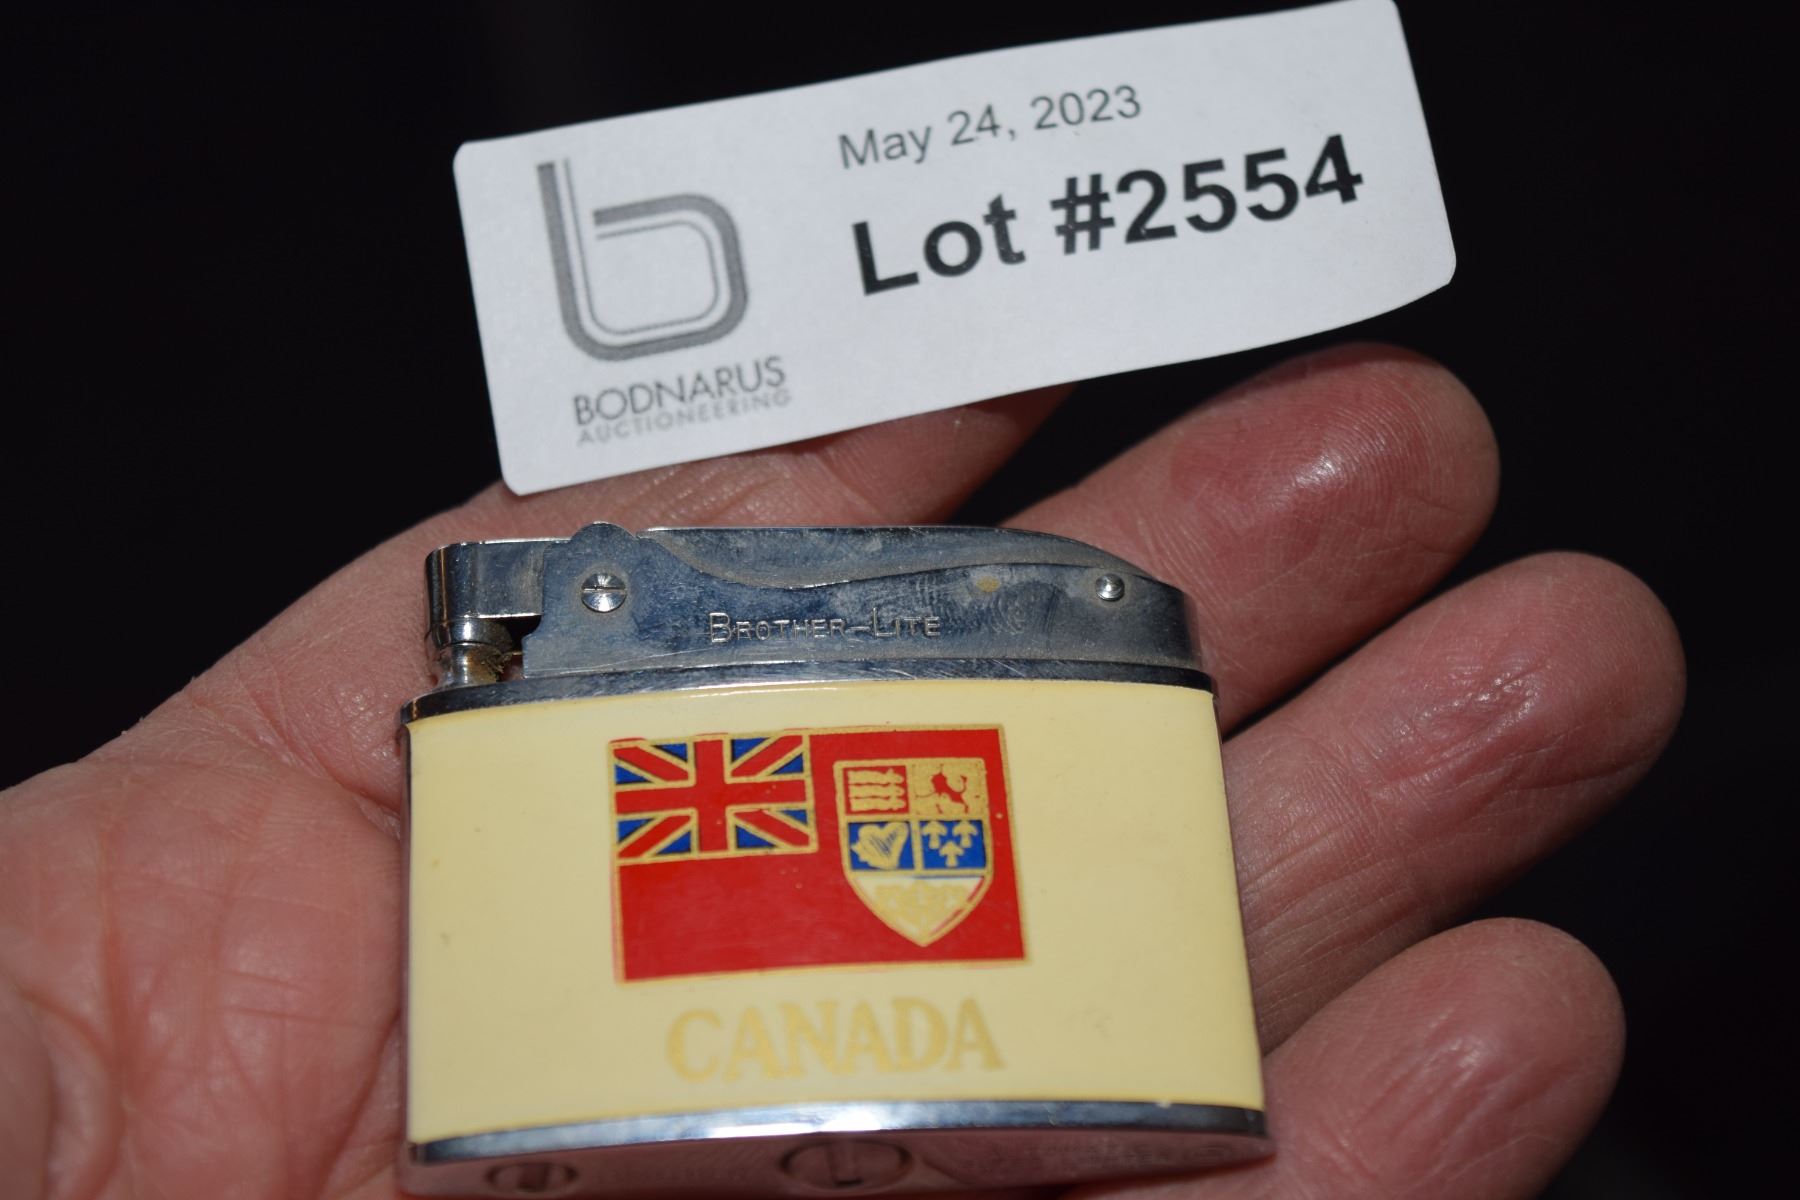 May 24, 2023
Lot #2554
BODNARUS
AUCTIONEERING
BROTHER-LITE
CANADA